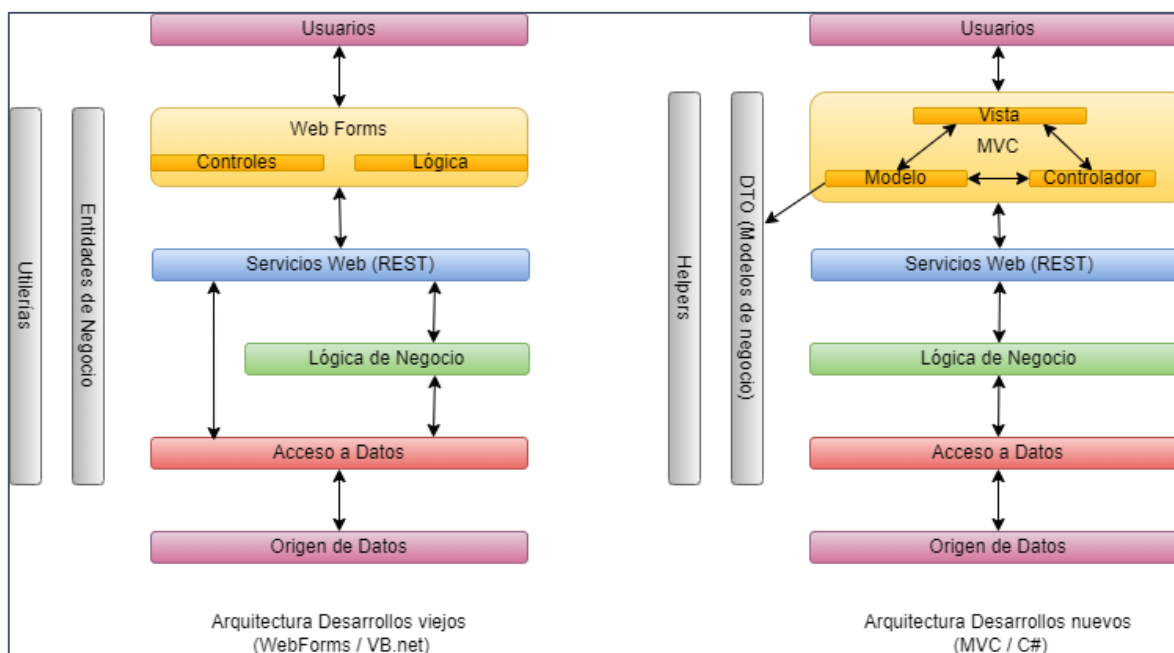 Usuarios
Web Forms
Controles
Lógica
Servicios Web (REST)
Lógica de Negocio
Acceso a Datos
Origen de Datos
Utilerías
Entidades de Negocio
Arquitectura Desarrollos viejos
(WebForms / VB.net)
Usuarios
Vista
MVC
Modelo
Controlador
Servicios Web (REST)
Lógica de Negocio
Acceso a Datos
Origen de Datos
Helpers
DTO (Modelos de negocio)
Arquitectura Desarrollos nuevos
(MVC / C#)